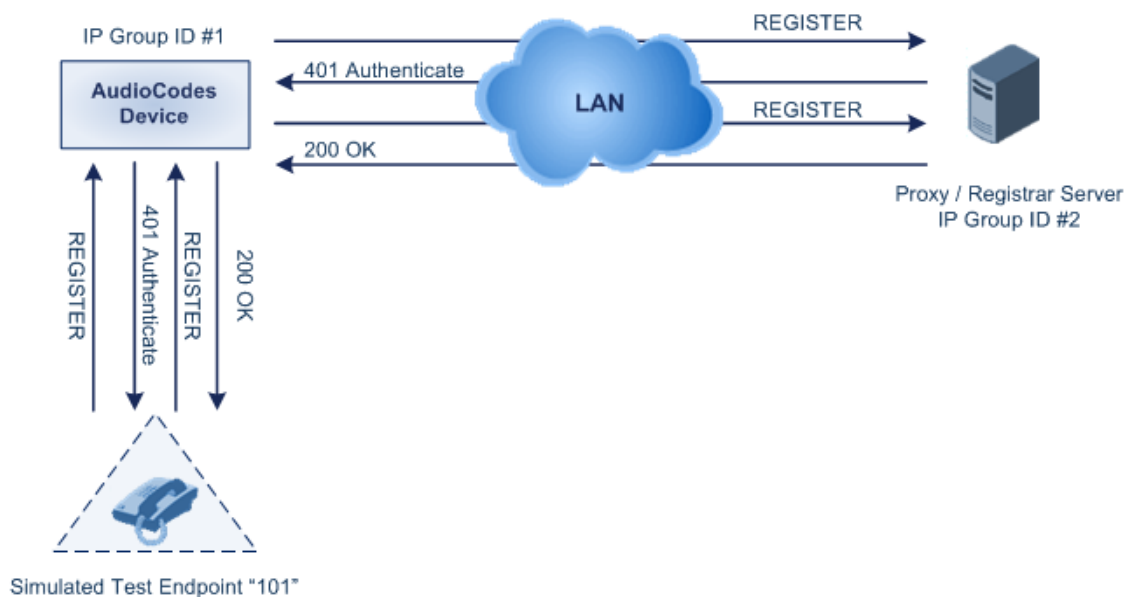 IP Group ID #1
REGISTER
401 Authenticate
AudioCodes
Device
LAN
REGISTER
200 OK
Proxy / Registrar Server
IP Group ID #2
REGISTER
401 Authenticate
REGISTER
200 OK
Simulated Test Endpoint “101”